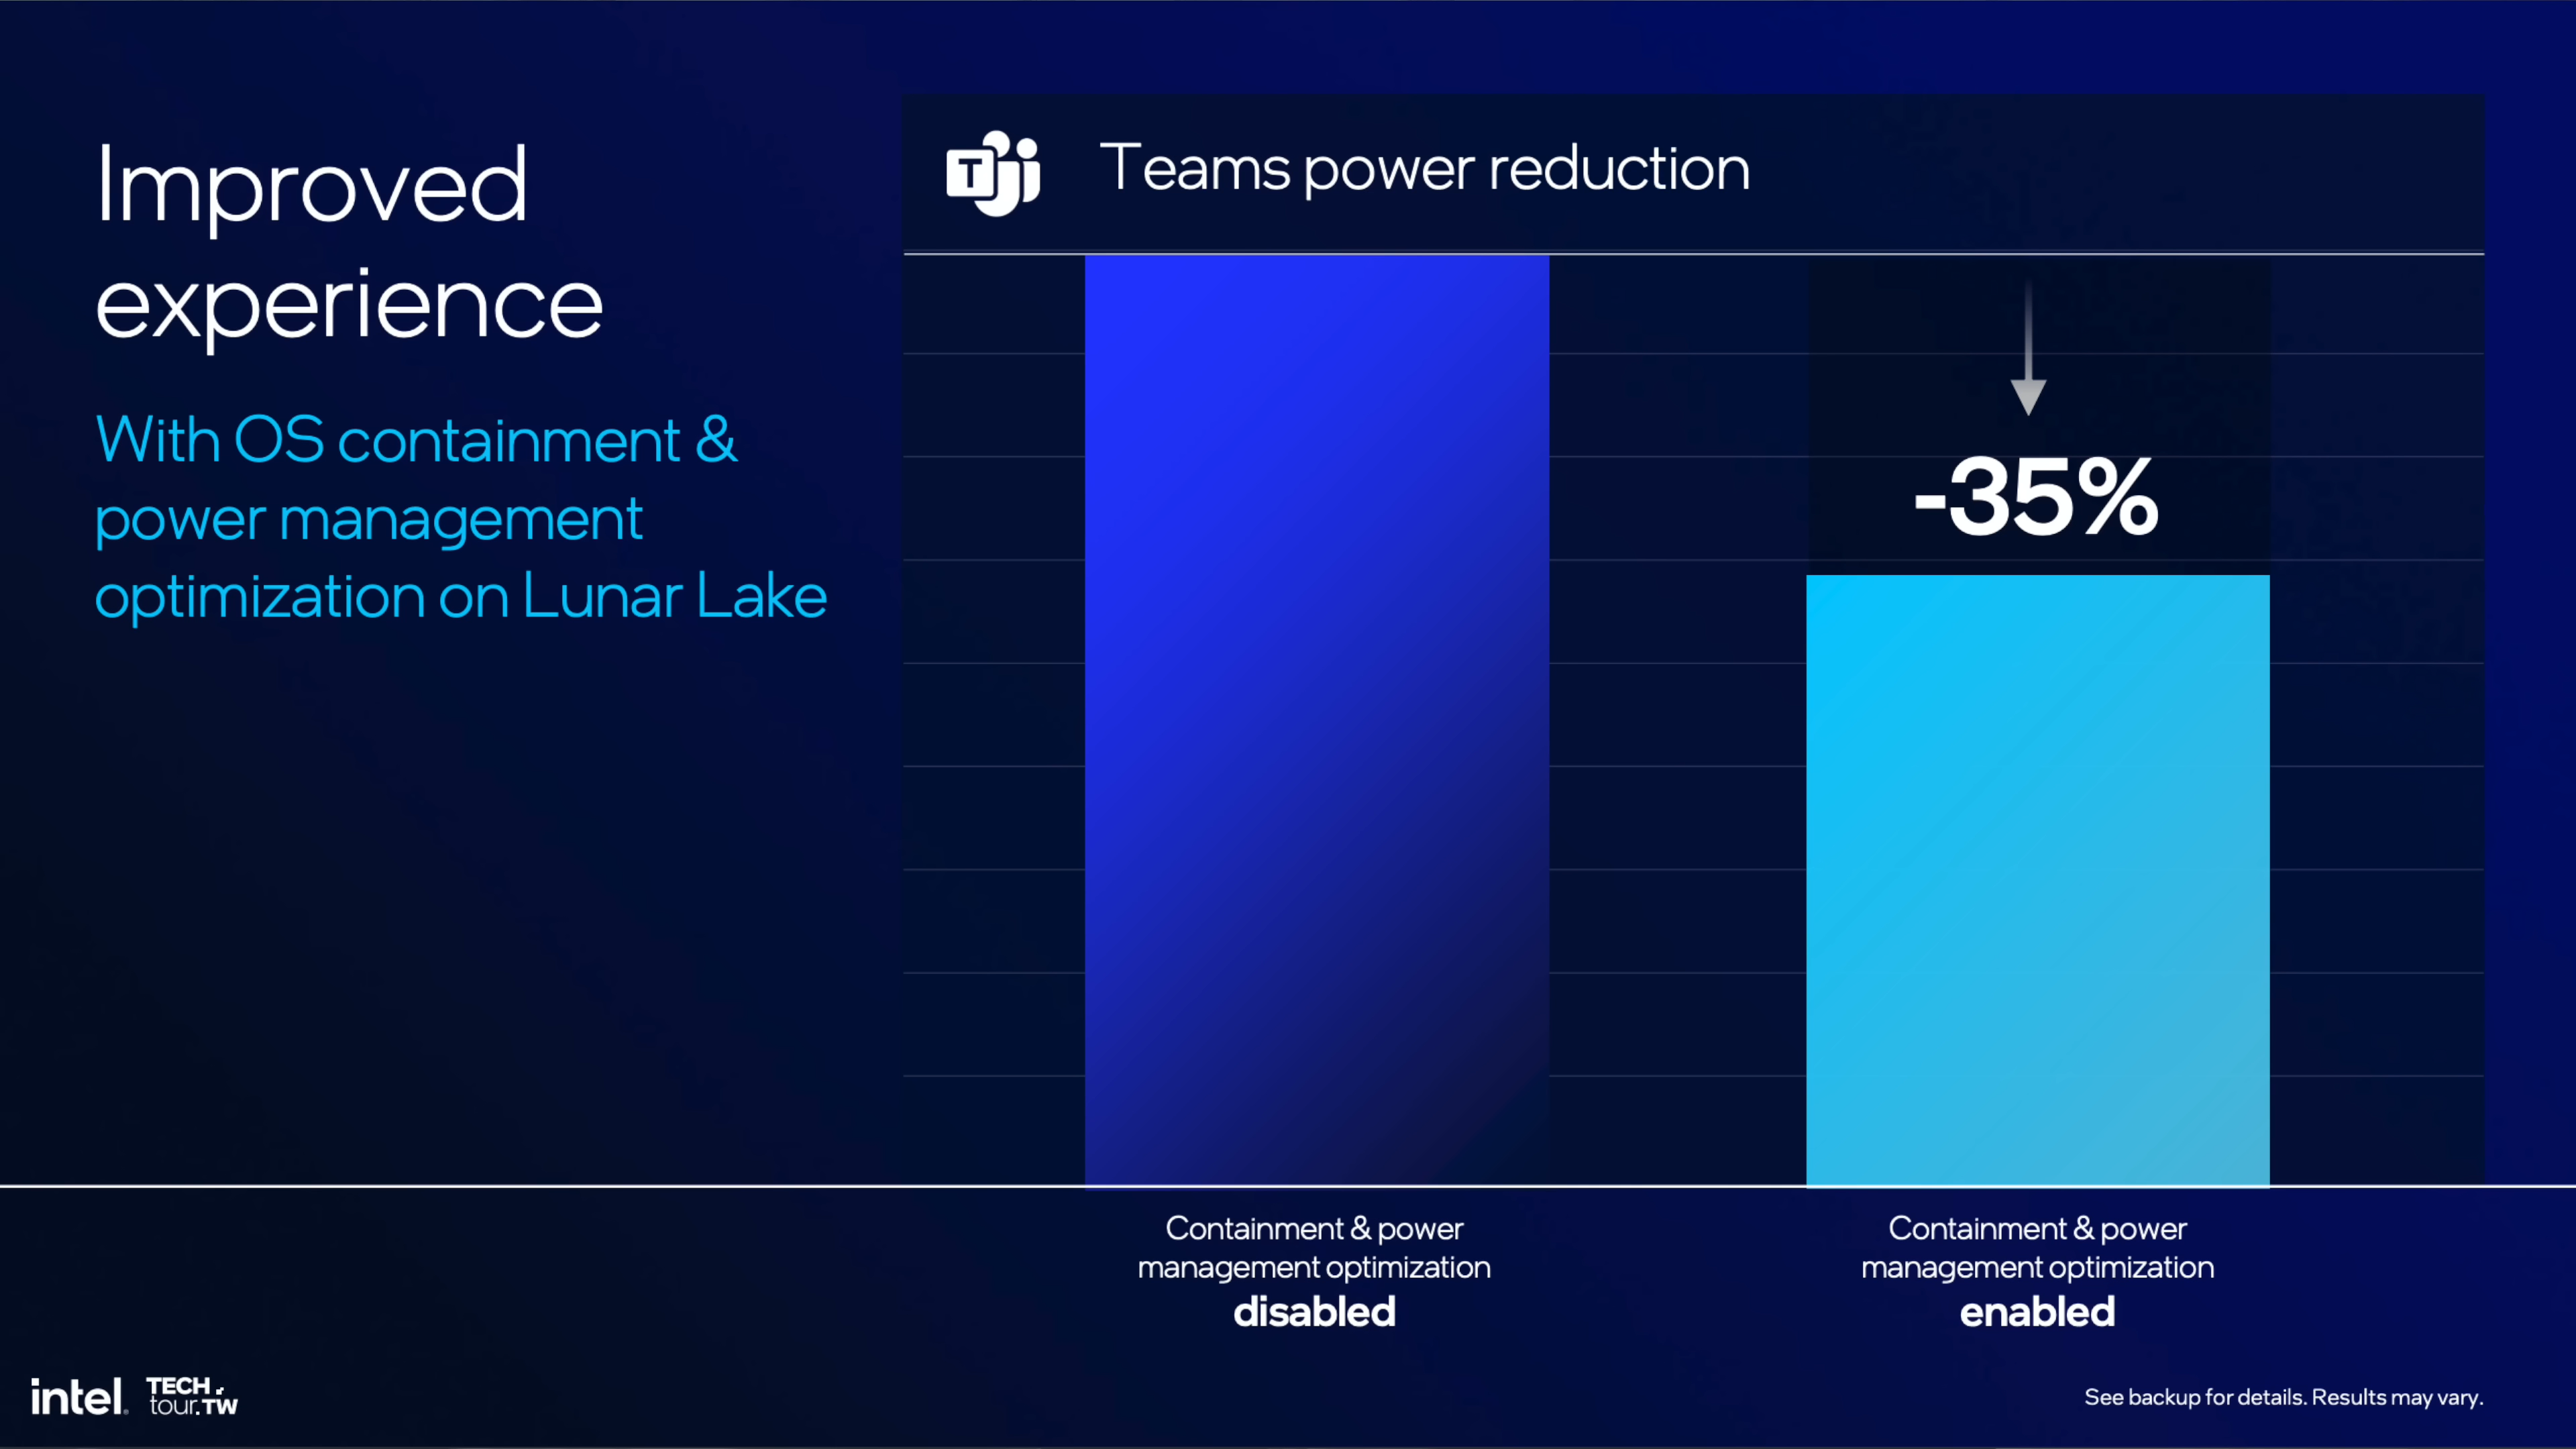 Improved
experience
With OS containment &
power management
optimization on Lunar Lake
T
Teams power reduction
-35%
Containment & power
management optimization
disabled
Containment & power
management optimization
enabled
intel.
TECH
tour.TW
See backup for details. Results may vary.